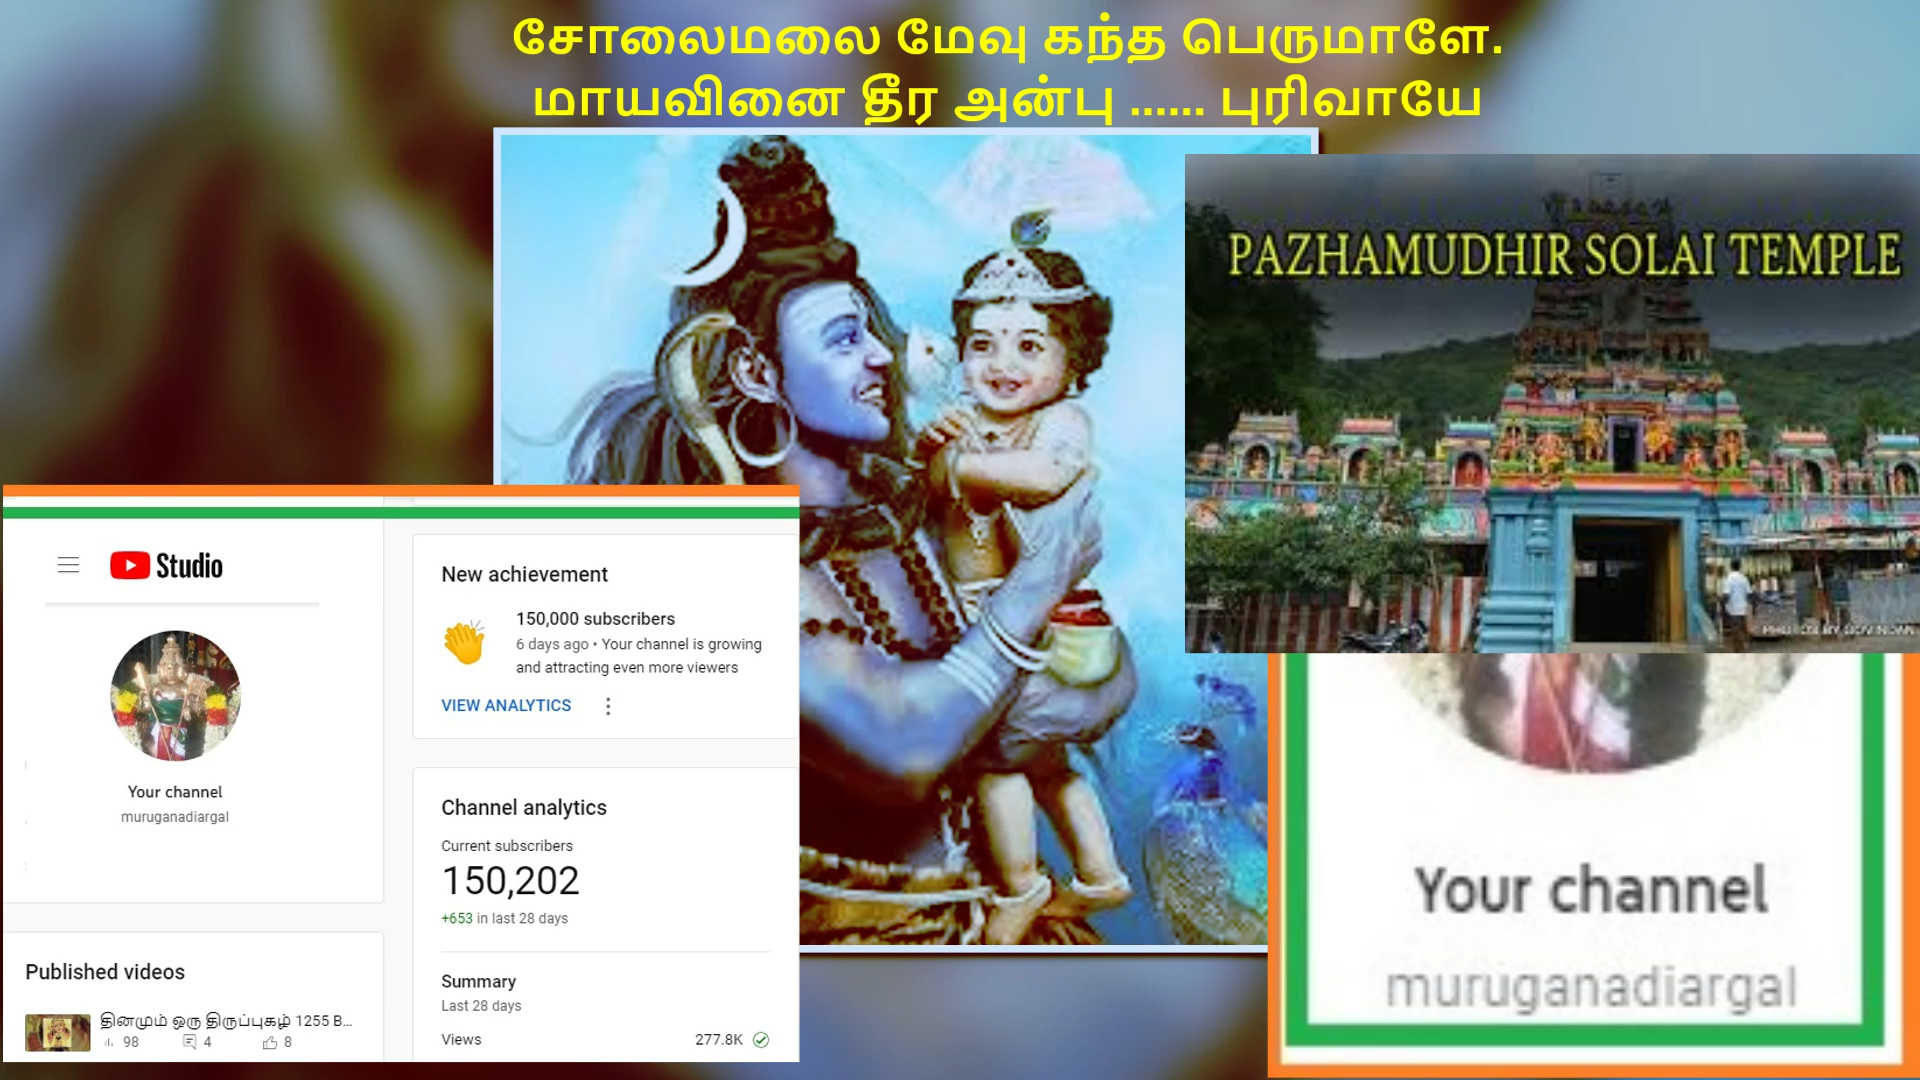 சோலைமலை மேவு கந்த பெருமாளே.
மாயவினை தீர அன்பு ...... புரிவாயே
PAZHAMUDHIR SOLAI TEMPLE
PHOTOS BY GOVINDAN
Studio
Your channel
muruganadiargal
Published videos
தினமும் ஒரு திருப்புகழ் 1255 B...
98 4 8
New achievement
150,000 subscribers
6 days ago • Your channel is growing
and attracting even more viewers
VIEW ANALYTICS
Channel analytics
Current subscribers
150,202
+653 in last 28 days
Summary
Last 28 days
Views 277.8K
Your channel
muruganadiargal